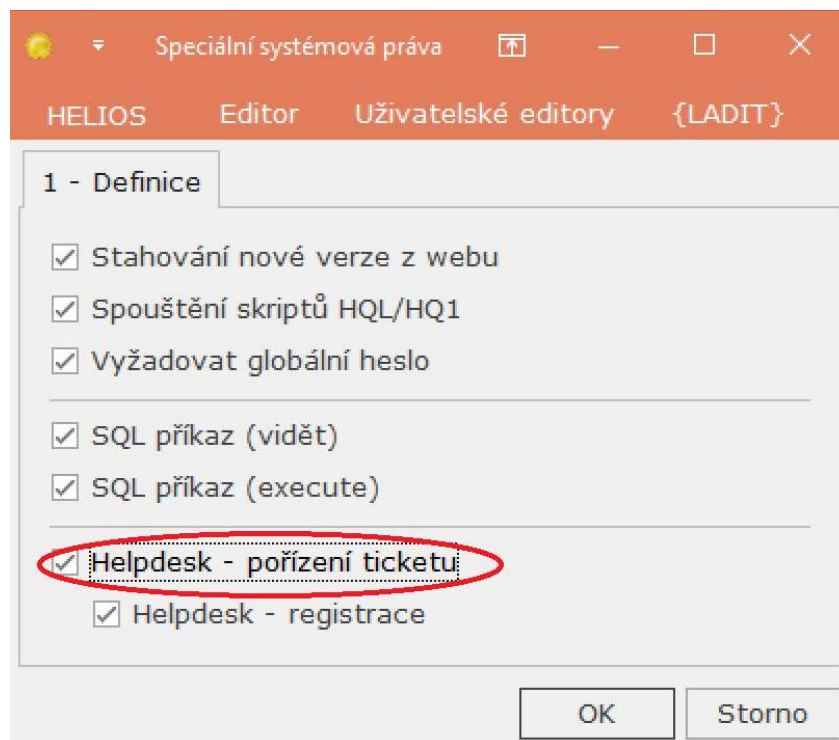 Speciální systémová práva
HELIOS Editor Uživatelské editory {LADIT}
1 - Definice
Stahování nové verze z webu
Spouštění skriptů HQL/HQ1
Vyžadovat globální heslo
SQL příkaz (vidět)
SQL příkaz (execute)
Helpdesk - pořízení ticketu
Helpdesk - registrace
OK Storno